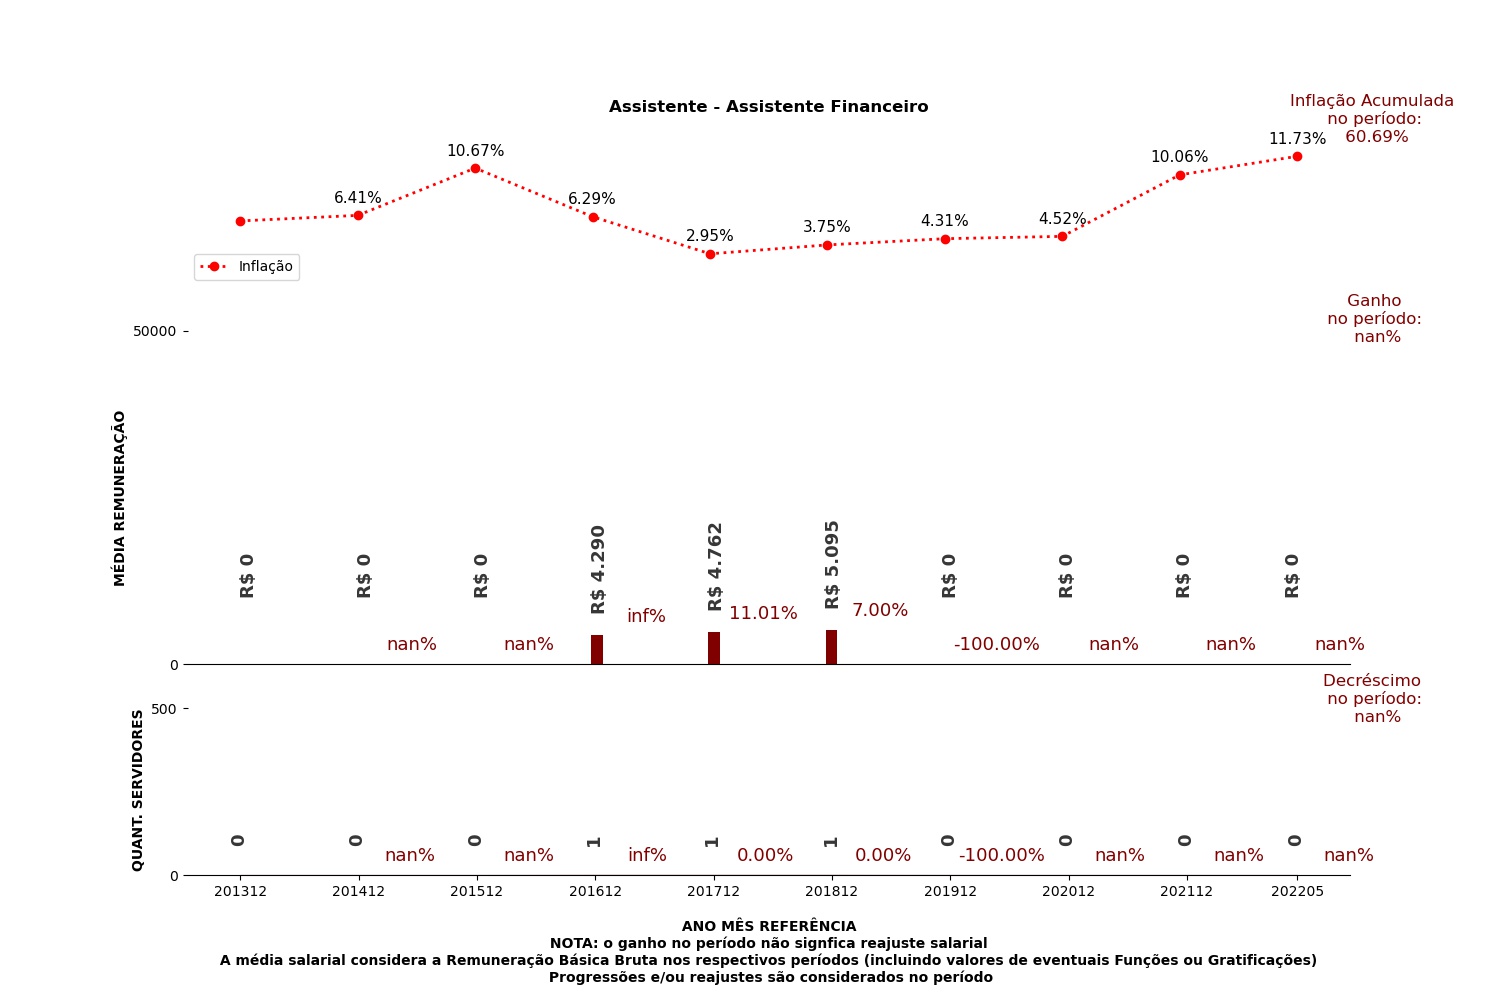 Assistente - Assistente Financeiro
Inflação Acumulada
no período:
60.69%
6.41%
10.67%
6.29%
2.95%
3.75%
4.31%
4.52%
10.06%
11.73%
Inflação
Ganho
no período:
nan%
50000
0
MÉDIA REMUNERAÇÃO
R$ 0
R$ 0
R$ 0
R$ 4.290
R$ 4.762
R$ 5.095
R$ 0
R$ 0
R$ 0
R$ 0
nan%
nan%
inf%
11.01%
7.00%
-100.00%
nan%
nan%
nan%
Decréscimo
no período:
nan%
500
0
QUANT. SERVIDORES
0
0
0
1
1
1
0
0
0
0
nan%
nan%
inf%
0.00%
0.00%
-100.00%
nan%
nan%
nan%
201312
201412
201512
201612
201712
201812
201912
202012
202112
202205
ANO MÊS REFERÊNCIA
NOTA: o ganho no período não signfica reajuste salarial
A média salarial considera a Remuneração Básica Bruta nos respectivos períodos (incluindo valores de eventuais Funções ou Gratificações)
Progressões e/ou reajustes são considerados no período